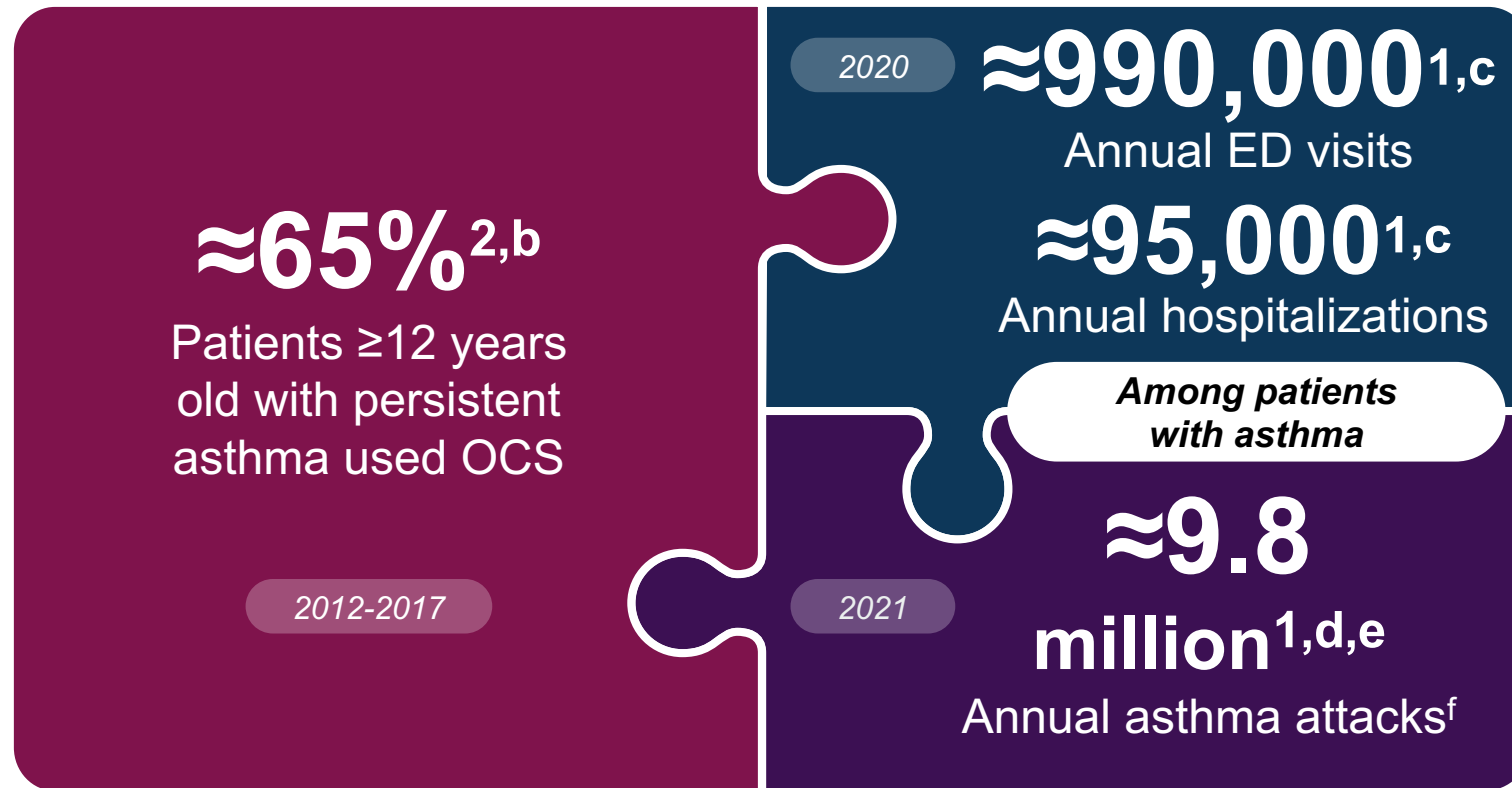 ≈65%2,b
Patients ≥12 years
old with persistent
asthma used OCS
2012-2017
2020
≈990,0001,c
Annual ED visits
≈95,0001,c
Annual hospitalizations
Among patients
with asthma
≈9.8
2021
million1,d,e
Annual asthma attacksf